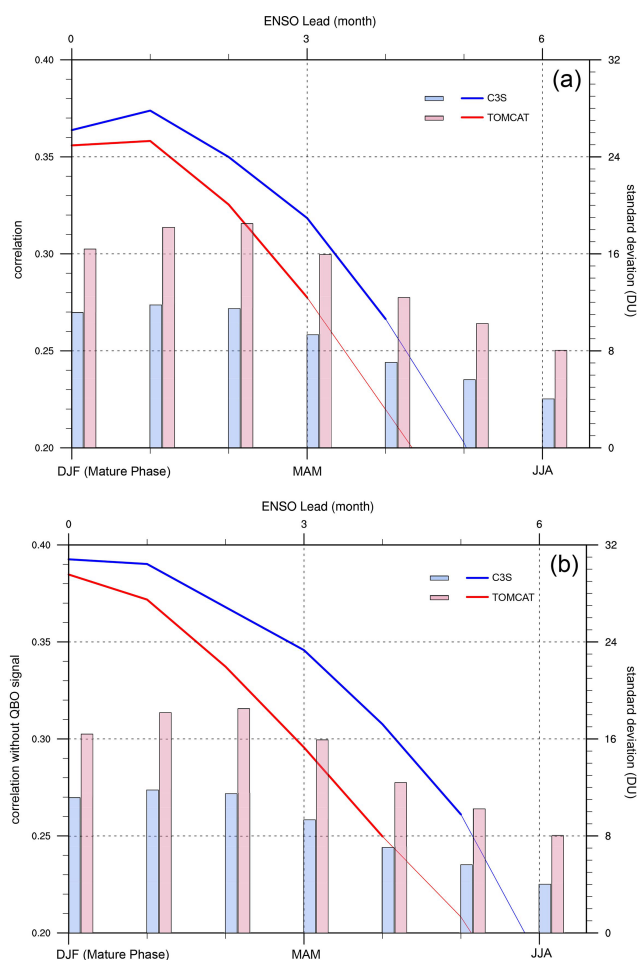 ENSO Lead (month)
0 3 6
(a)
0.40 32
C3S
TOMCAT
0.35 24
0.30 16
0.25 8
0.20 0
correlation
standard deviation (DU)
DJF (Mature Phase) MAM JJA
ENSO Lead (month)
0 3 6
(b)
0.40 32
C3S
TOMCAT
0.35 24
0.30 16
0.25 8
0.20 0
correlation without QBO signal
standard deviation (DU)
DJF (Mature Phase) MAM JJA